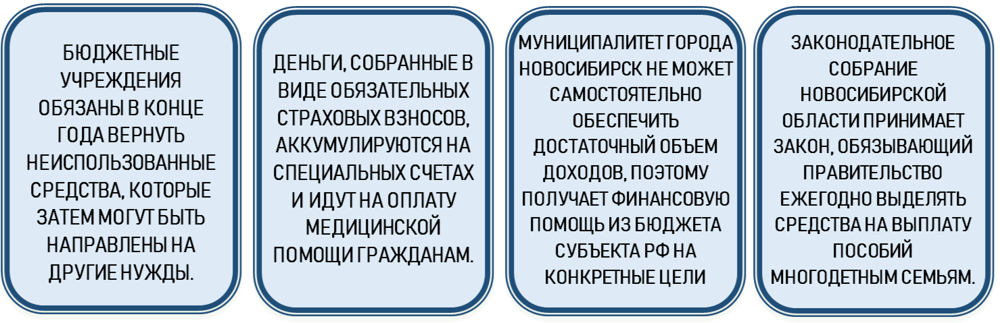 БЮДЖЕТНЫЕ
УЧРЕЖДЕНИЯ
ОБЯЗАНЫ В КОНЦЕ
ГОДА ВЕРНУТЬ
НЕИСПОЛЬЗОВАННЫЕ
СРЕДСТВА, КОТОРЫЕ
ЗАТЕМ МОГУТ БЫТЬ
НАПРАВЛЕНЫ НА
ДРУГИЕ НУЖДЫ.
ДЕНЬГИ, СОБРАННЫЕ В
ВИДЕ ОБЯЗАТЕЛЬНЫХ
СТРАХОВЫХ ВЗНОСОВ,
АККУМУЛИРУЮТСЯ НА
СПЕЦИАЛЬНЫХ СЧЕТАХ
И ИДУТ НА ОПЛАТУ
МЕДИЦИНСКОЙ
ПОМОЩИ ГРАЖДАНАМ.
МУНИЦИПАЛИТЕТ ГОРОДА
НОВОСИБИРСК НЕ МОЖЕТ
САМОСТОЯТЕЛЬНО
ОБЕСПЕЧИТЬ
ДОСТАТОЧНЫЙ ОБЪЕМ
ДОХОДОВ, ПОЭТОМУ
ПОЛУЧАЕТ ФИНАНСОВУЮ
ПОМОЩЬ ИЗ БЮДЖЕТА
СУБЪЕКТА РФ НА
КОНКРЕТНЫЕ ЦЕЛИ
ЗАКОНОДАТЕЛЬНОЕ
СОБРАНИЕ
НОВОСИБИРСКОЙ
ОБЛАСТИ ПРИНИМАЕТ
ЗАКОН, ОБЯЗЫВАЮЩИЙ
ПРАВИТЕЛЬСТВО
ЕЖЕГОДНО ВЫДЕЛЯТЬ
СРЕДСТВА НА ВЫПЛАТУ
ПОСОБИЙ
МНОГОДЕТНЫМ СЕМЬЯМ.